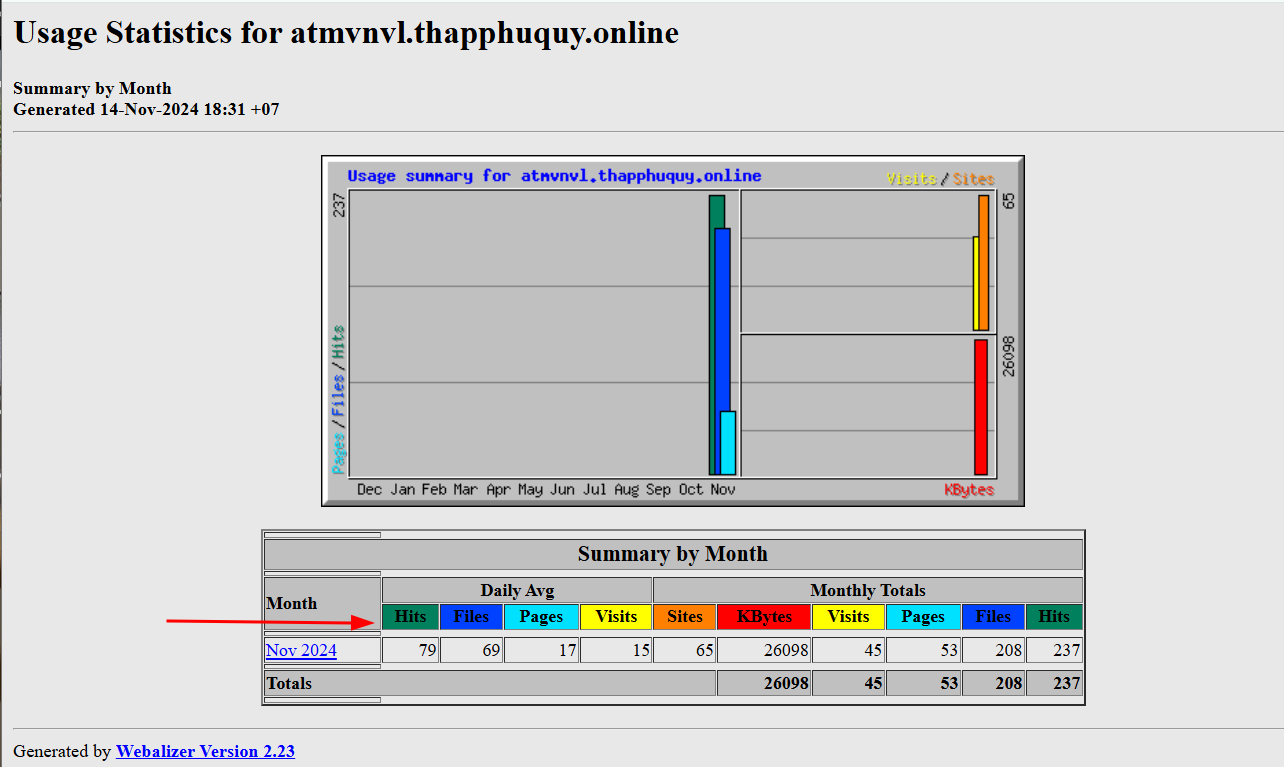 Usage Statistics for atmvnvl.thapphuquy.online
Summary by Month
Generated 14-Nov-2024 18:31 +07
Usage summary for atmvnvl.thapphuquy.online
Visits / Sites
237
65
Pages / Files / Hits
26098
Dec Jan Feb Mar Apr May Jun Jul Aug Sep Oct Nov
KBytes
Summary by Month
Month Daily Avg Monthly Totals
Hits Files Pages Visits Sites KBytes Visits Pages Files Hits
Nov 2024 79 69 17 15 65 26098 45 53 208 237
Totals 26098 45 53 208 237
Generated by Webalizer Version 2.23